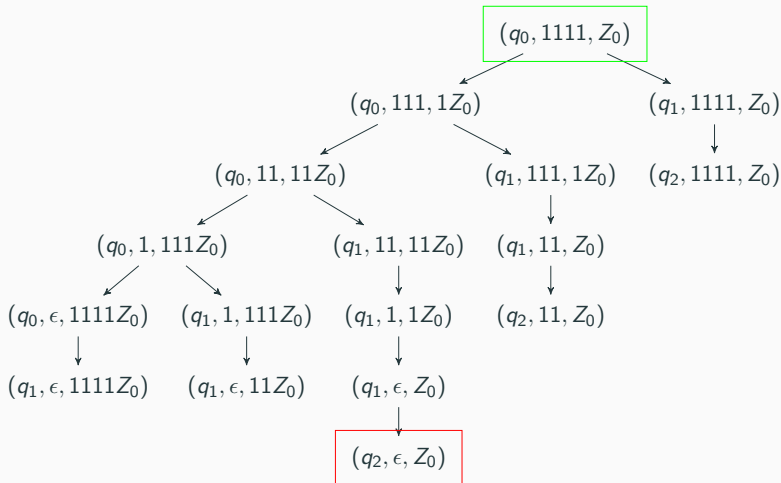 (q₀, 1111, Z₀)
(q₀, 111, 1Z₀) (q₁, 1111, Z₀)
(q₀, 11, 11Z₀) (q₁, 111, 1Z₀) (q₂, 1111, Z₀)
(q₀, 1, 111Z₀) (q₁, 11, 11Z₀) (q₁, 11, Z₀)
(q₀, ϵ, 1111Z₀) (q₁, 1, 111Z₀) (q₁, 1, 1Z₀) (q₂, 11, Z₀)
(q₁, ϵ, 1111Z₀) (q₁, ϵ, 11Z₀) (q₁, ϵ, Z₀)
(q₂, ϵ, Z₀)